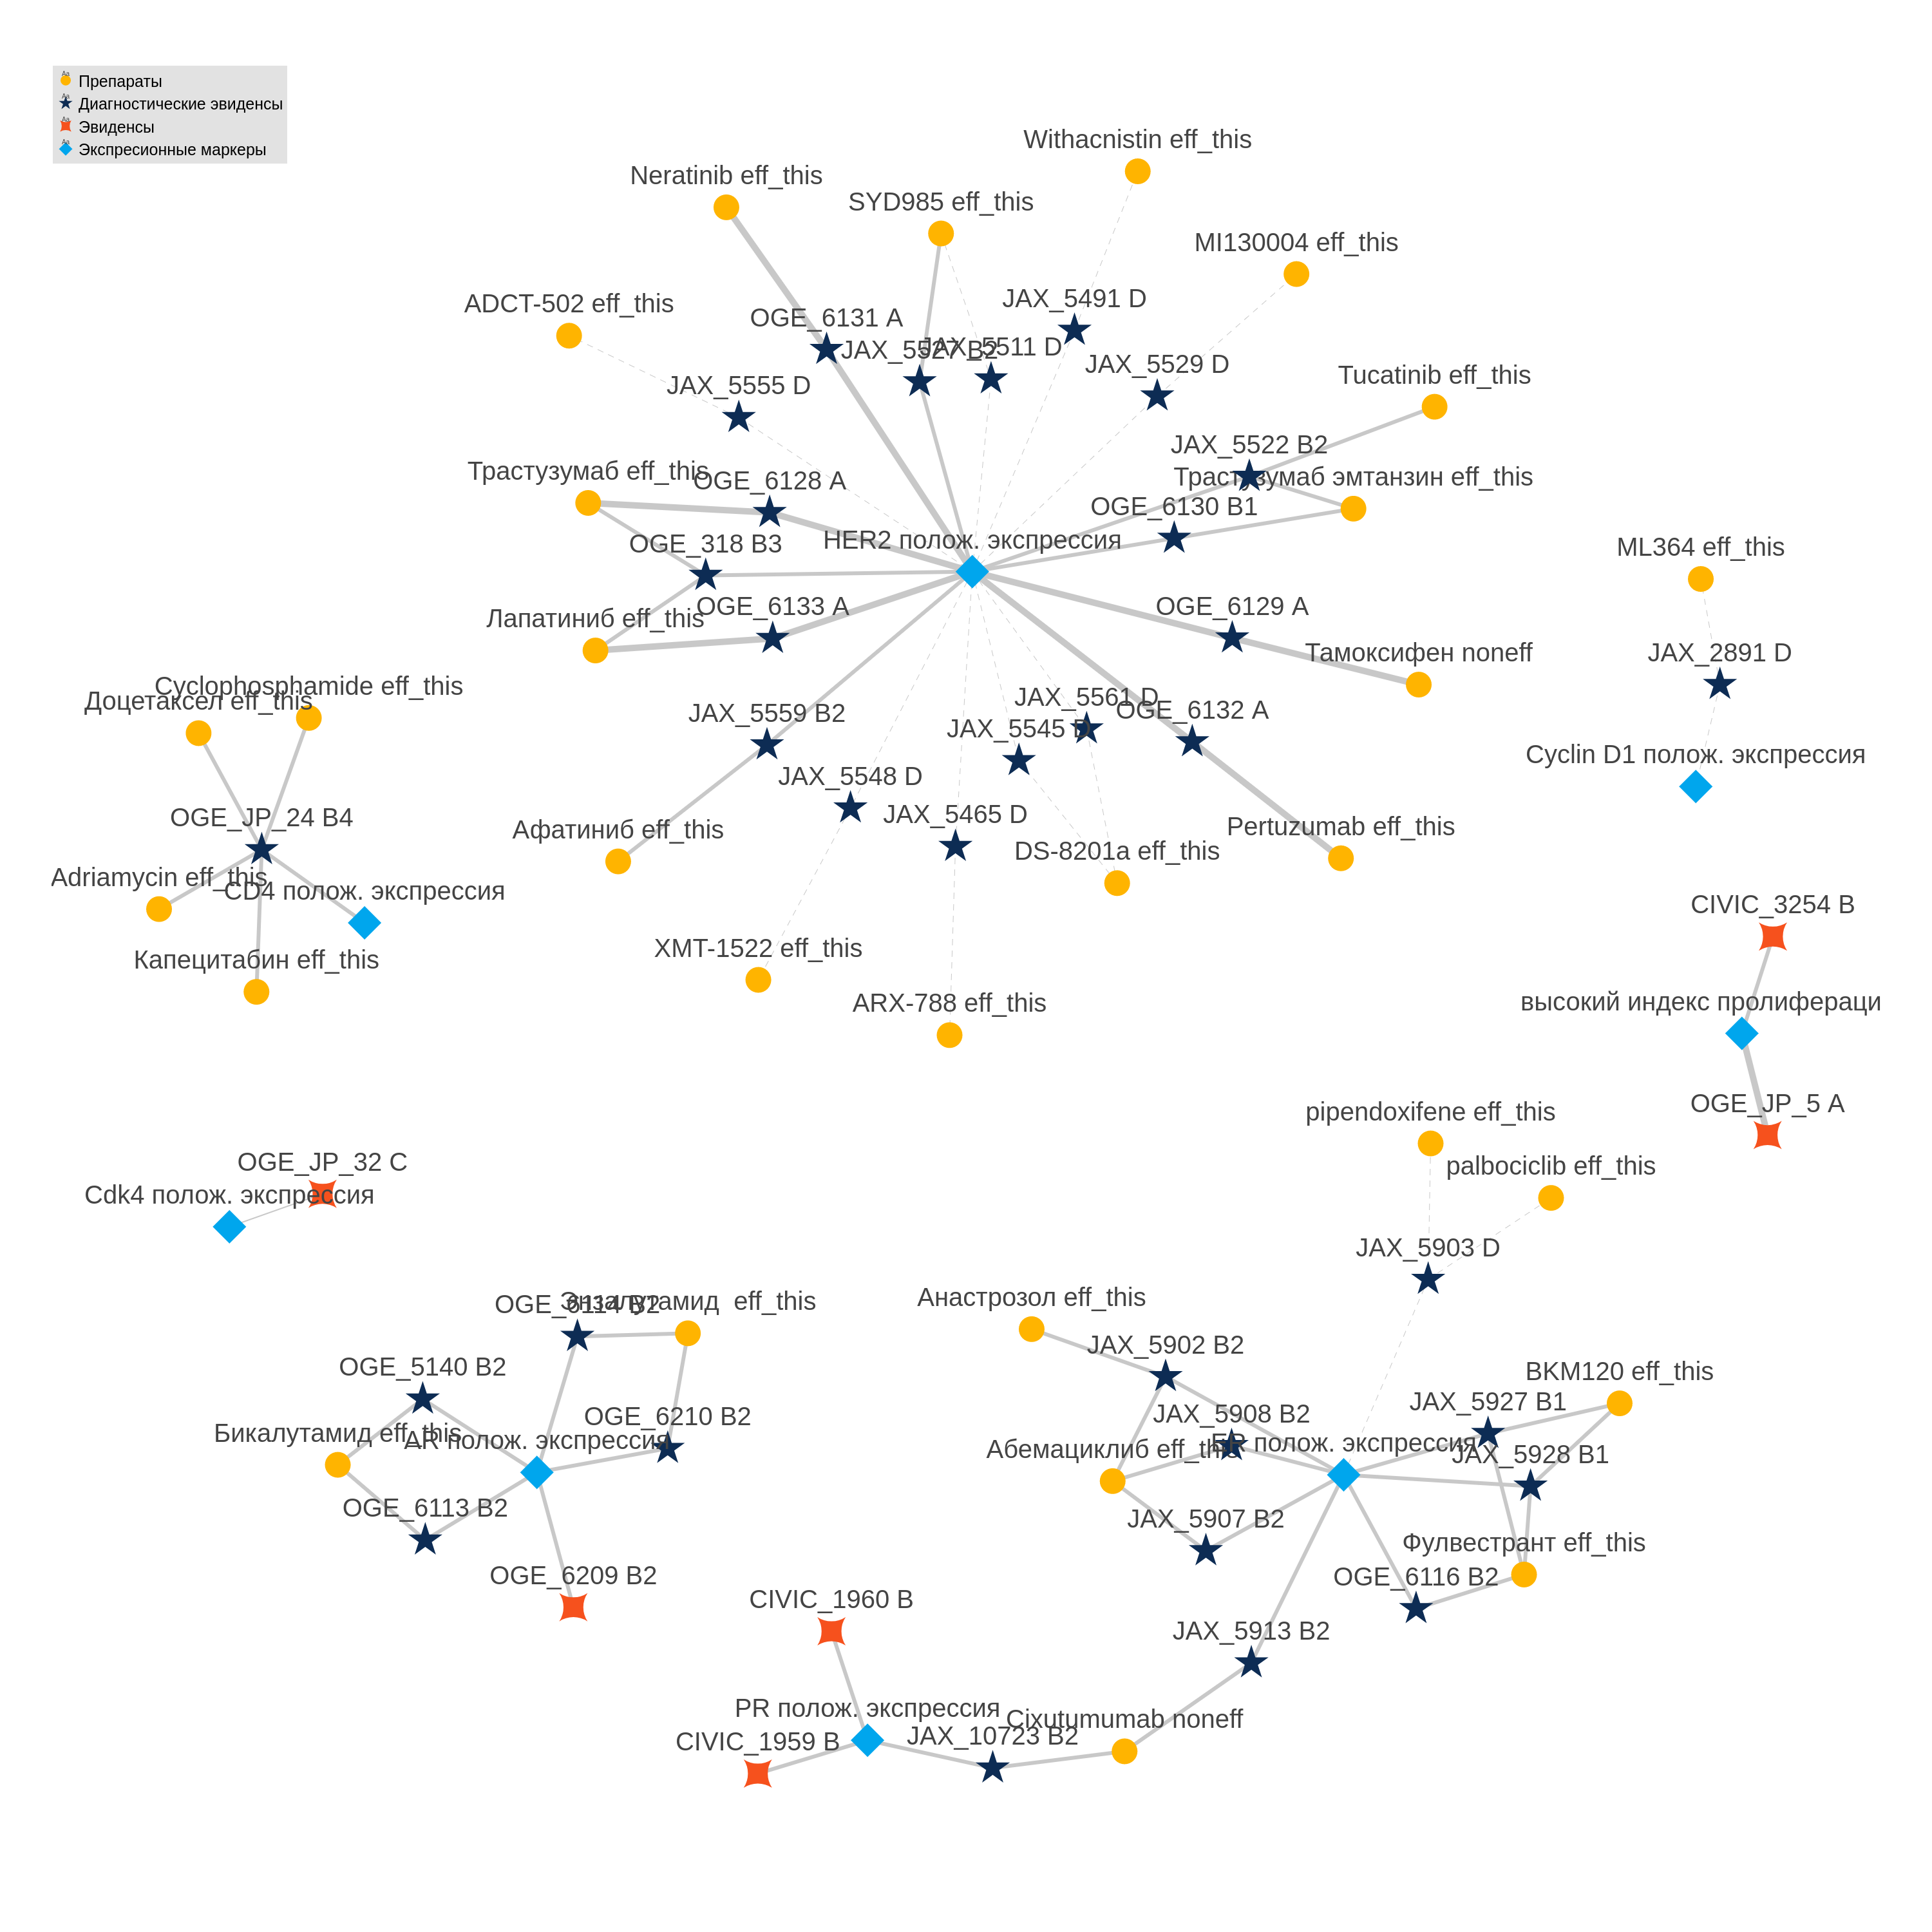 Препараты
Диагностические эвиденсы
Эвиденсы
Экспресионные маркеры
Withacnistin eff_this
Neratinib eff_this
SYD985 eff_this
MI130004 eff_this
ADCT-502 eff_this
JAX_5491 D
OGE_6131 A
JAX_5527 B2
JAX_5511 D
JAX_5529 D
Tucatinib eff_this
JAX_5555 D
JAX_5522 B2
Трастузумаб eff_this
OGE_6128 A
Трастузумаб эмтанзин eff_this
OGE_6130 B1
HER2 полож. экспрессия
OGE_318 B3
ML364 eff_this
Лапатиниб eff_this
OGE_6133 A
OGE_6129 A
Тамоксифен noneff
JAX_2891 D
Cyclophosphamide eff_this
Доцетаксел eff_this
JAX_5561 D
OGE_6132 A
JAX_5559 B2
JAX_5545 D
Cyclin D1 полож. экспрессия
JAX_5548 D
OGE_JP_24 B4
JAX_5465 D
Афатиниб eff_this
Pertuzumab eff_this
DS-8201a eff_this
Adriamycin eff_this
CD4 полож. экспрессия
CIVIC_3254 B
Капецитабин eff_this
XMT-1522 eff_this
ARX-788 eff_this
высокий индекс пролифераци
OGE_JP_5 A
pipendoxifene eff_this
OGE_JP_32 C
palbociclib eff_this
Cdk4 полож. экспрессия
JAX_5903 D
OGE_6114 B2
Энзалутамид  eff_this
Анастрозол eff_this
JAX_5902 B2
OGE_5140 B2
BKM120 eff_this
JAX_5927 B1
OGE_6210 B2
JAX_5908 B2
Бикалутамид eff_this
AR полож. экспрессия
Абемациклиб eff_this
ER полож. экспрессия
JAX_5928 B1
OGE_6113 B2
JAX_5907 B2
Фулвестрант eff_this
OGE_6209 B2
OGE_6116 B2
CIVIC_1960 B
JAX_5913 B2
PR полож. экспрессия
Cixutumumab noneff
CIVIC_1959 B
JAX_10723 B2